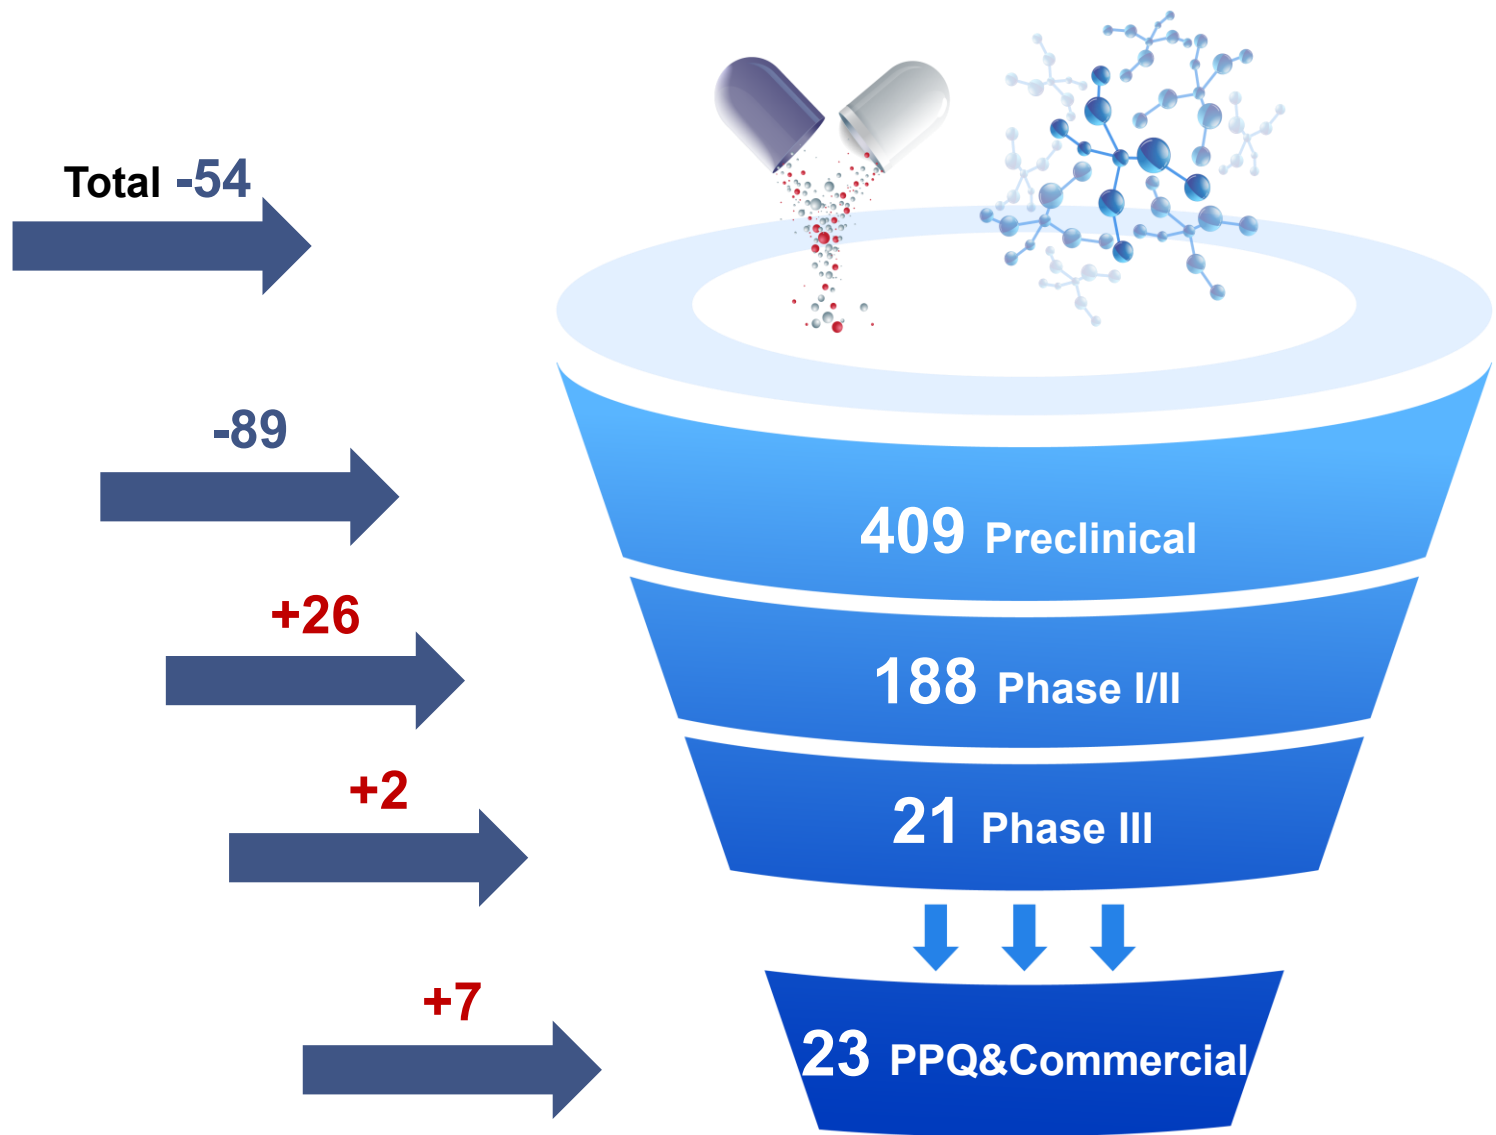 Total -54
-89
409 Preclinical
+26
188 Phase I/II
+2
21 Phase III
+7
23 PPQ&Commercial